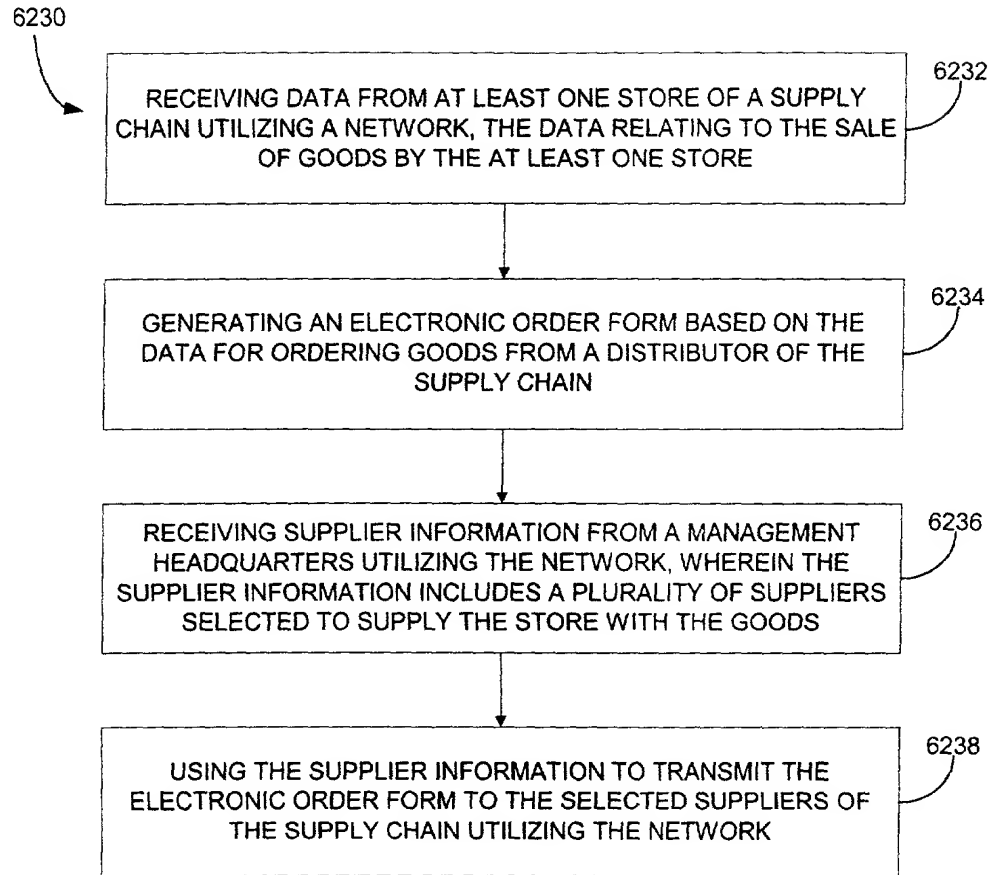 6230
6232
RECEIVING DATA FROM AT LEAST ONE STORE OF A SUPPLY
CHAIN UTILIZING A NETWORK, THE DATA RELATING TO THE SALE
OF GOODS BY THE AT LEAST ONE STORE
6234
GENERATING AN ELECTRONIC ORDER FORM BASED ON THE
DATA FOR ORDERING GOODS FROM A DISTRIBUTOR OF THE
SUPPLY CHAIN
6236
RECEIVING SUPPLIER INFORMATION FROM A MANAGEMENT
HEADQUARTERS UTILIZING THE NETWORK, WHEREIN THE
SUPPLIER INFORMATION INCLUDES A PLURALITY OF SUPPLIERS
SELECTED TO SUPPLY THE STORE WITH THE GOODS
6238
USING THE SUPPLIER INFORMATION TO TRANSMIT THE
ELECTRONIC ORDER FORM TO THE SELECTED SUPPLIERS OF
THE SUPPLY CHAIN UTILIZING THE NETWORK